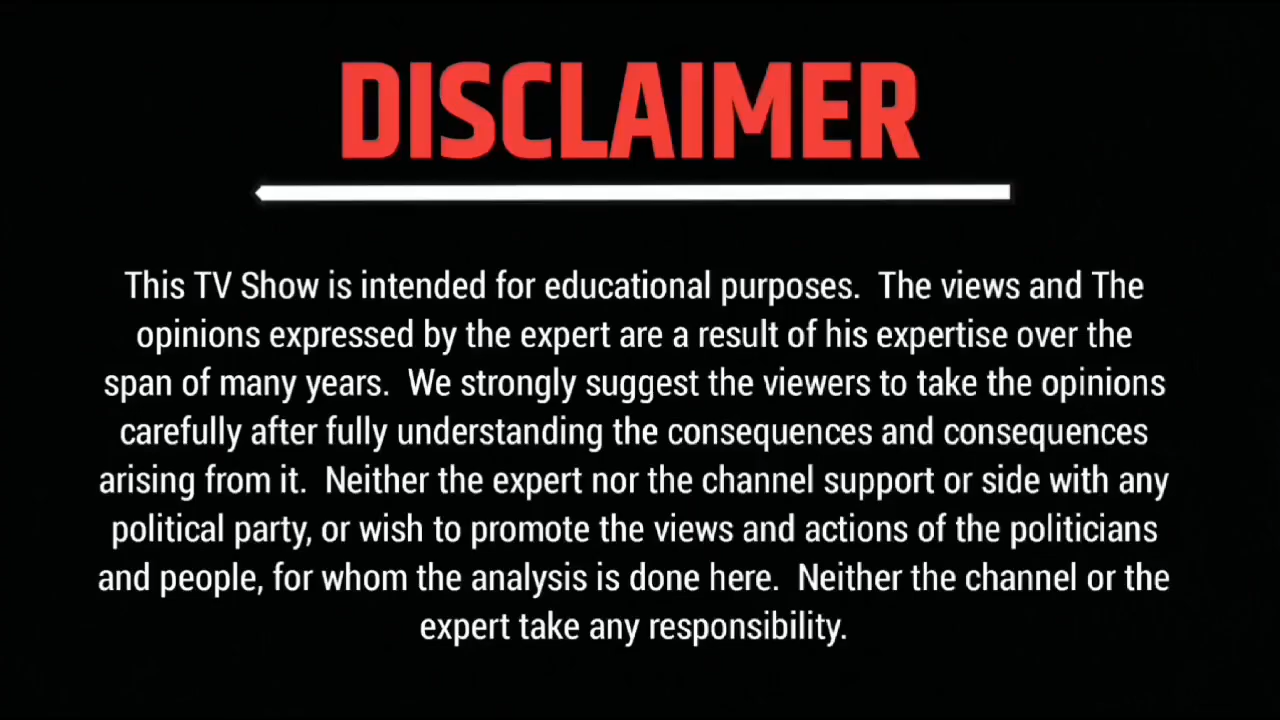 DISCLAIMER
This TV Show is intended for educational purposes.  The views and The
opinions expressed by the expert are a result of his expertise over the
span of many years.  We strongly suggest the viewers to take the opinions
carefully after fully understanding the consequences and consequences
arising from it.  Neither the expert nor the channel support or side with any
political party, or wish to promote the views and actions of the politicians
and people, for whom the analysis is done here.  Neither the channel or the
expert take any responsibility.